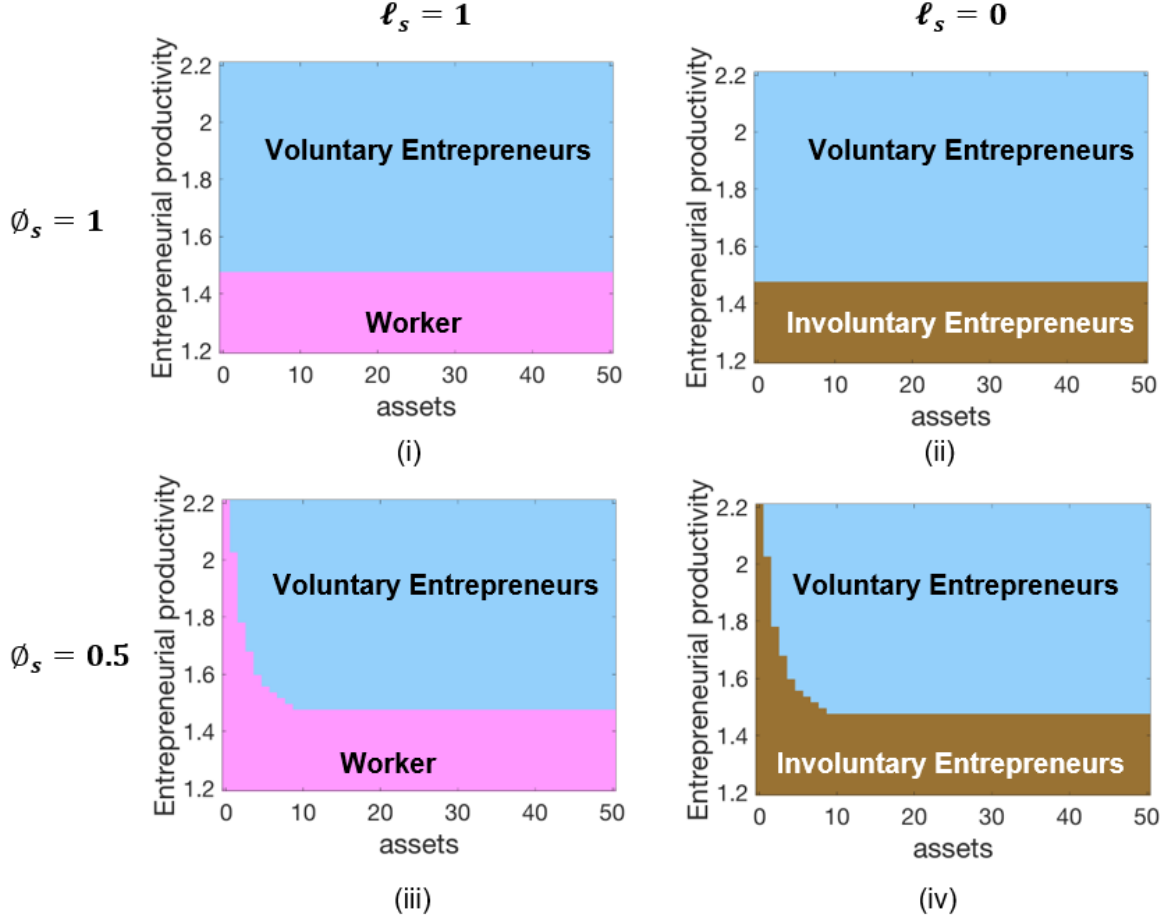 ℓₛ = 1
ℓₛ = 0
∅ₛ = 1
Entrepreneurial productivity
2.2
2
1.8
1.6
1.4
1.2
Voluntary Entrepreneurs
Worker
0 10 20 30 40 50
assets
(i)
Entrepreneurial productivity
2.2
2
1.8
1.6
1.4
1.2
Voluntary Entrepreneurs
Involuntary Entrepreneurs
0 10 20 30 40 50
assets
(ii)
∅ₛ = 0.5
Entrepreneurial productivity
2.2
2
1.8
1.6
1.4
1.2
Voluntary Entrepreneurs
Worker
0 10 20 30 40 50
assets
(iii)
Entrepreneurial productivity
2.2
2
1.8
1.6
1.4
1.2
Voluntary Entrepreneurs
Involuntary Entrepreneurs
0 10 20 30 40 50
assets
(iv)